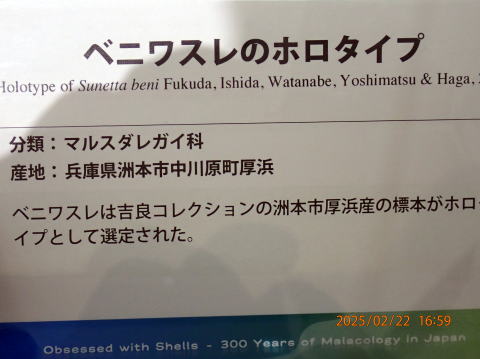 ベニワスレのホロタイプ
Holotype of Sunetta beni Fukuda, Ishida, Watanabe, Yoshimatsu & Haga,
分類：マルスダレガイ科
産地：兵庫県洲本市中川原町厚浜
ベニワスレは吉良コレクションの洲本市厚浜産の標本がホロ
イプとして選定された。
2025/02/22 16:59
Obsessed with Shells - 300 Years of Malacology in Japan